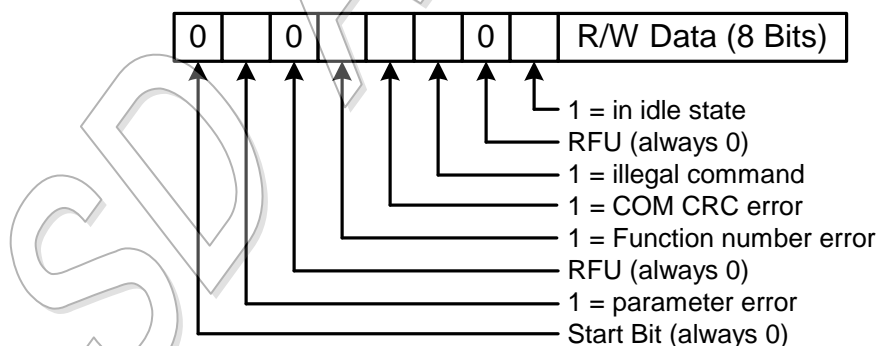 0 0 0 R/W Data (8 Bits)
1 = in idle state
RFU (always 0)
1 = illegal command
1 = COM CRC error
1 = Function number error
RFU (always 0)
1 = parameter error
Start Bit (always 0)